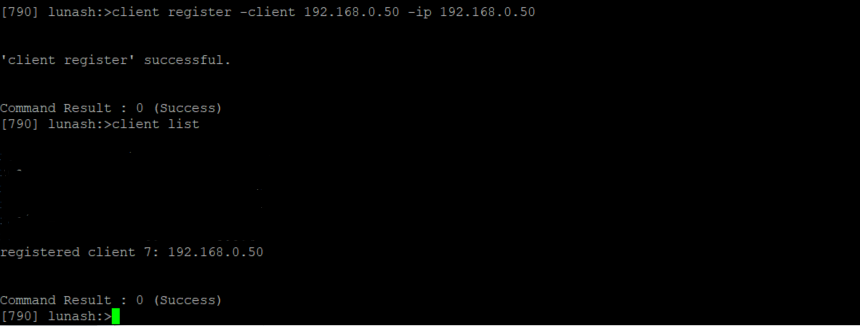 [790] lunash:>client register -client 192.168.0.50 -ip 192.168.0.50
'client register' successful.
Command Result : 0 (Success)
[790] lunash:>client list
registered client 7: 192.168.0.50
Command Result : 0 (Success)
[790] lunash:>